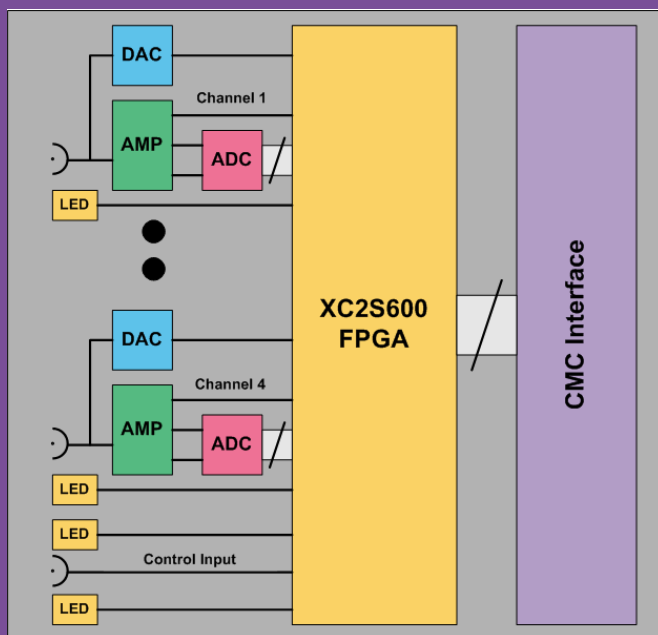 DAC
Channel 1
AMP
ADC
LED
XC2S600
FPGA
CMC Interface
DAC
Channel 4
AMP
ADC
LED
LED
Control Input
LED